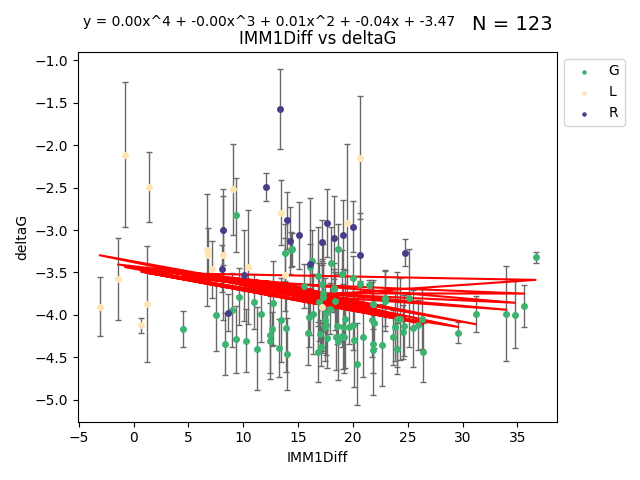 y = 0.00x^4 + -0.00x^3 + 0.01x^2 + -0.04x + -3.47
N = 123
IMM1Diff vs deltaG
G
L
R
deltaG
−1.0
−1.5
−2.0
−2.5
−3.0
−3.5
−4.0
−4.5
−5.0
−5 0 5 10 15 20 25 30 35
IMM1Diff